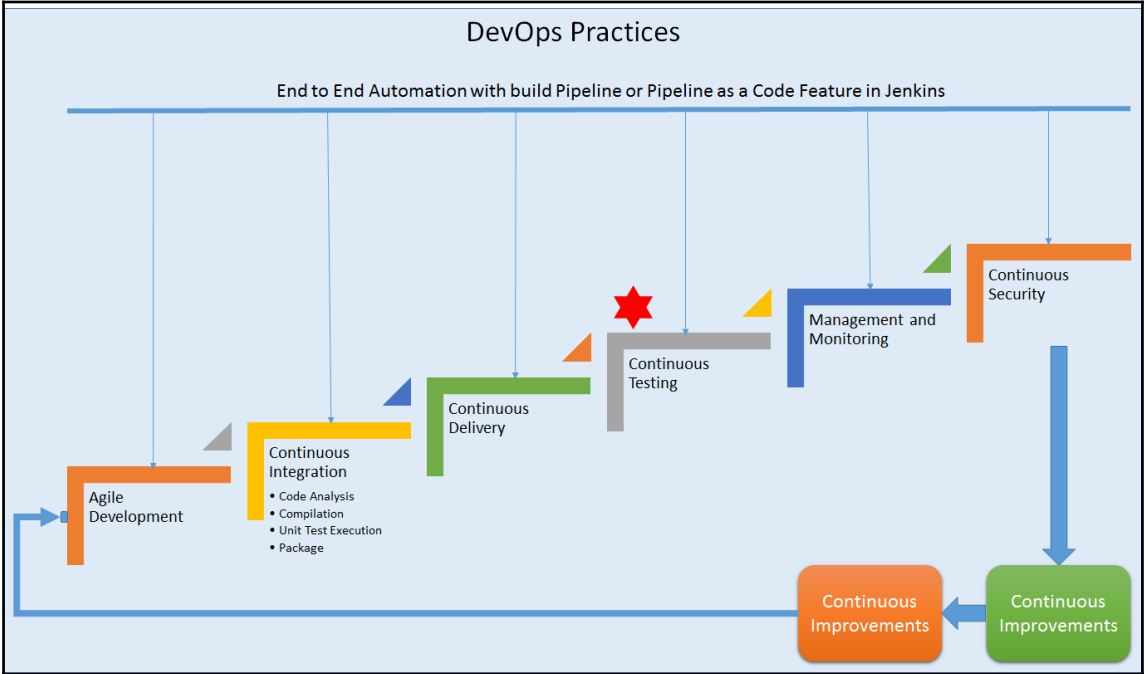 DevOps Practices
End to End Automation with build Pipeline or Pipeline as a Code Feature in Jenkins
Agile
Development
Continuous
Integration
• Code Analysis
• Compilation
• Unit Test Execution
• Package
Continuous
Delivery
Continuous
Testing
Management and
Monitoring
Continuous
Security
Continuous
Improvements
Continuous
Improvements